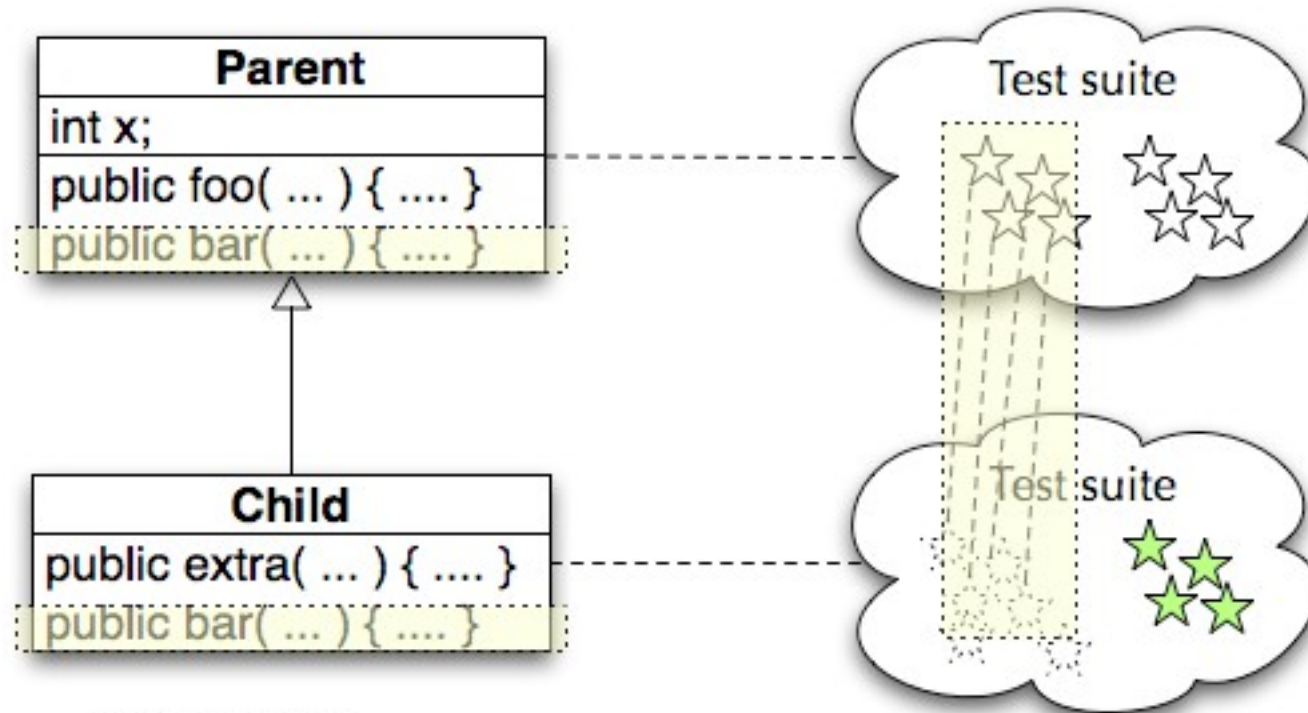 Parent
int x;
public foo( ... ) { .... }
public bar( ... ) { .... }
Test suite
Child
public extra( ... ) { .... }
public bar( ... ) { .... }
Test suite